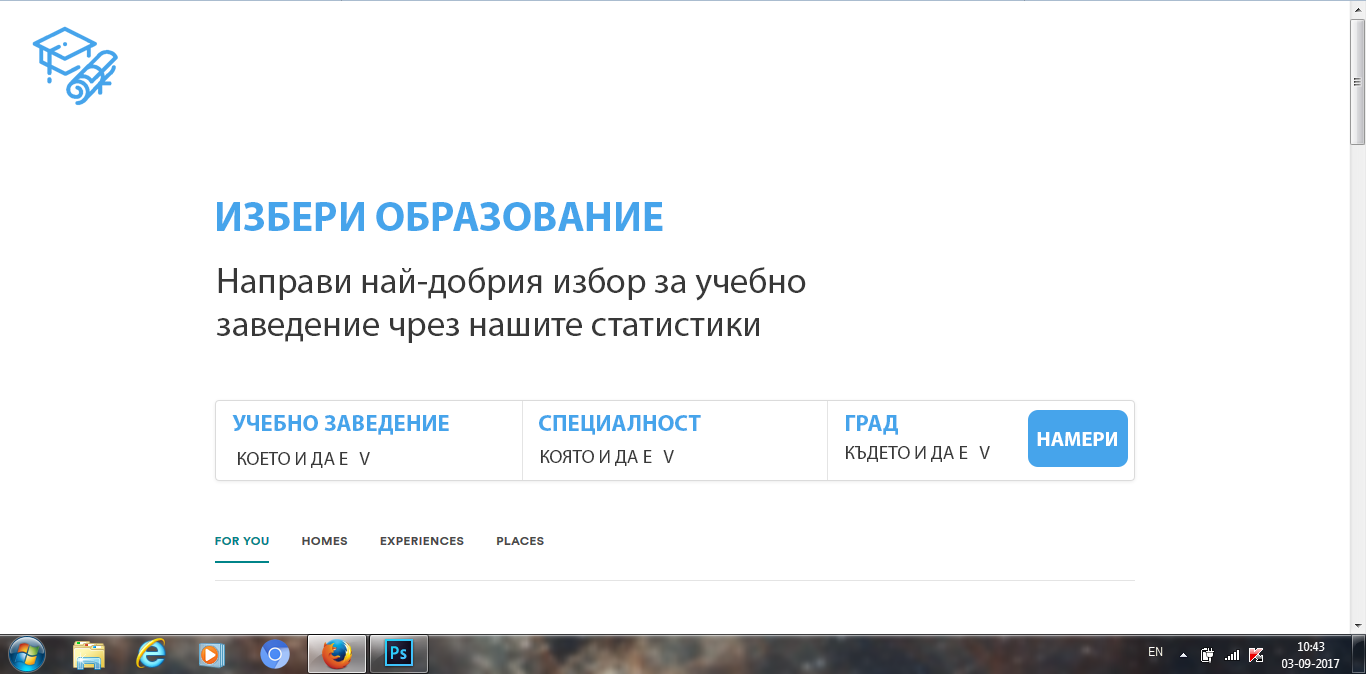 ИЗБЕРИ ОБРАЗОВАНИЕ
Направи най-добрия избор за учебно
заведение чрез нашите статистики
УЧЕБНО ЗАВЕДЕНИЕ
КОЕТО И ДА Е V
СПЕЦИАЛНОСТ
КОЯТО И ДА Е V
ГРАД
КЪДЕТО И ДА Е V
НАМЕРИ
FOR YOU HOMES EXPERIENCES PLACES
Ps
EN
10:43
03-09-2017